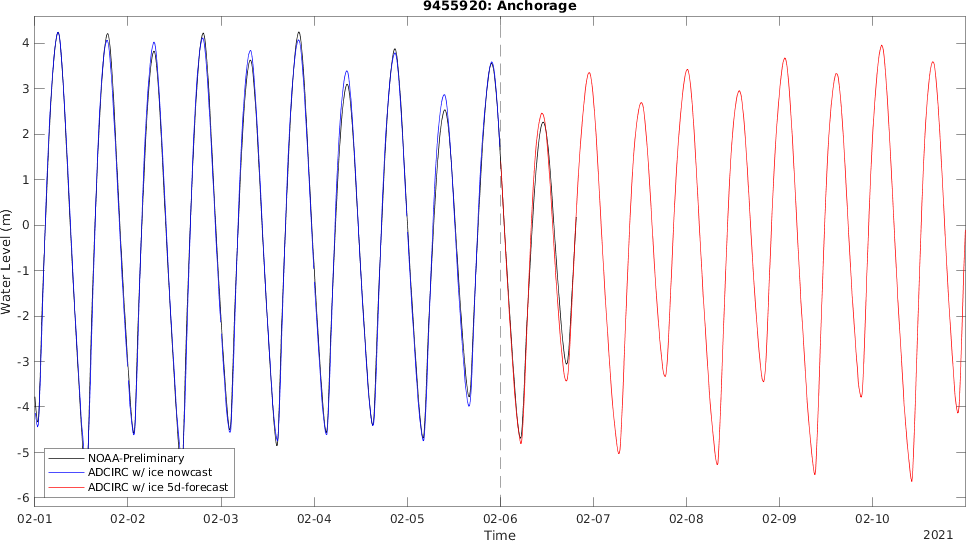 9455920: Anchorage
4
3
2
1
0
-1
-2
-3
-4
-5
-6
Water Level (m)
NOAA-Preliminary
ADCIRC w/ ice nowcast
ADCIRC w/ ice 5d-forecast
02-01 02-02 02-03 02-04 02-05 02-06 02-07 02-08 02-09 02-10
Time
2021